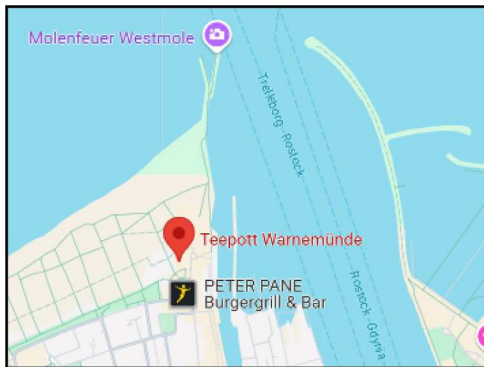 Molenfeuer Westmole
Trelleborg-Rostock
Teepott Warnemünde
PETER PANE
Burgergrill & Bar
Rostock-Gdynia